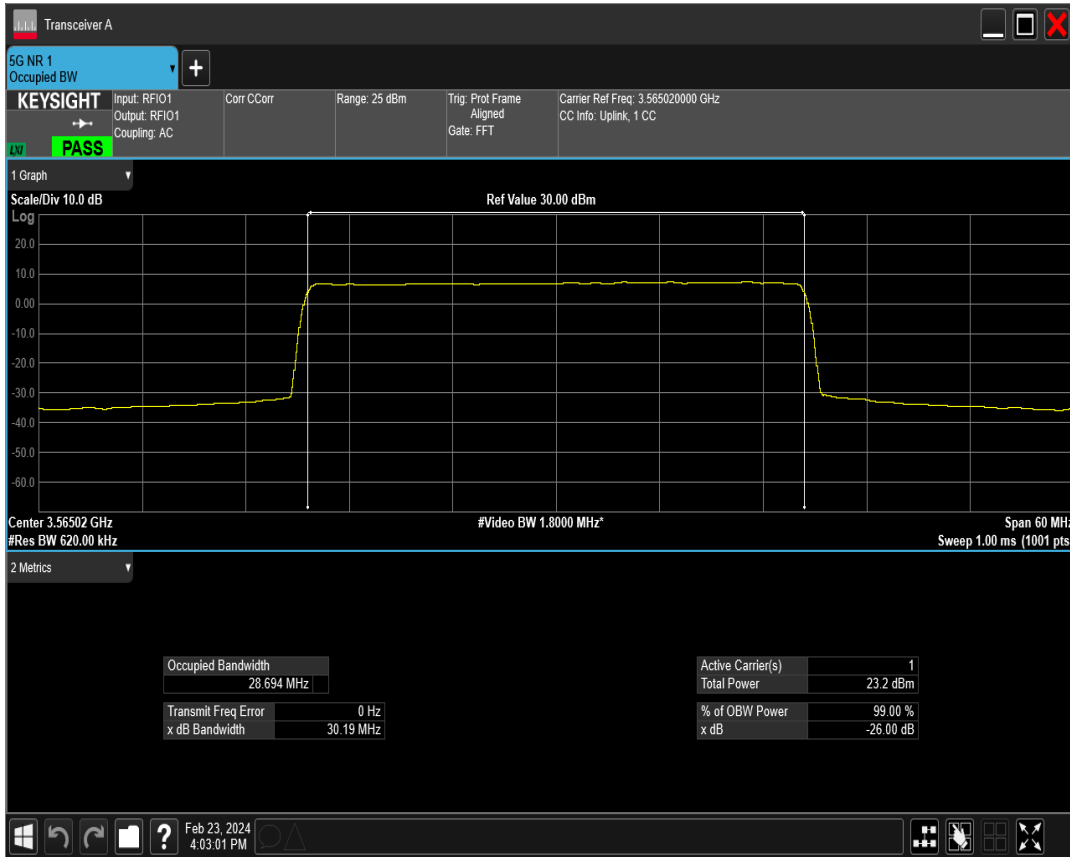 Transceiver A
5G NR 1
Occupied BW
+
KEYSIGHT
LXI
PASS
Input: RFIO1
Output: RFIO1
Coupling: AC
Corr CCorr
Range: 25 dBm
Trig: Prot Frame
Aligned
Gate: FFT
Carrier Ref Freq: 3.565020000 GHz
CC Info: Uplink, 1 CC
1 Graph
Scale/Div 10.0 dB
Ref Value 30.00 dBm
Log
20.0
10.0
0.00
-10.0
-20.0
-30.0
-40.0
-50.0
-60.0
Center 3.56502 GHz
#Video BW 1.8000 MHz*
Span 60 MHz
#Res BW 620.00 kHz
Sweep 1.00 ms (1001 pts
2 Metrics
Occupied Bandwidth
28.694 MHz
Transmit Freq Error 0 Hz
x dB Bandwidth 30.19 MHz
Active Carrier(s) 1
Total Power 23.2 dBm
% of OBW Power 99.00 %
x dB -26.00 dB
?
Feb 23, 2024
4:03:01 PM